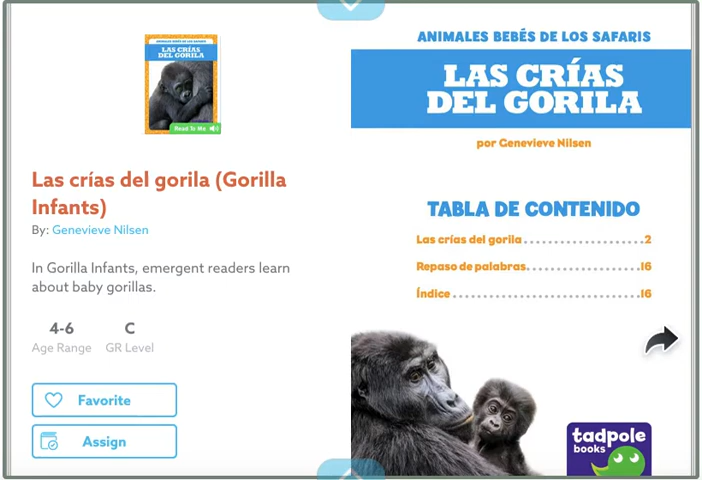 ANIMALES BEBÉS DE LOS SAFARIS
LAS CRÍAS
DEL GORILA
Read To Me
Las crías del gorila (Gorilla
Infants)
By: Genevieve Nilsen
In Gorilla Infants, emergent readers learn
about baby gorillas.
4-6
Age Range
C
GR Level
Favorite
Assign
ANIMALES BEBÉS DE LOS SAFARIS
LAS CRÍAS
DEL GORILA
por Genevieve Nilsen
TABLA DE CONTENIDO
Las crías del gorila......................2
Repaso de palabras......................16
Índice......................16
tadpole
books